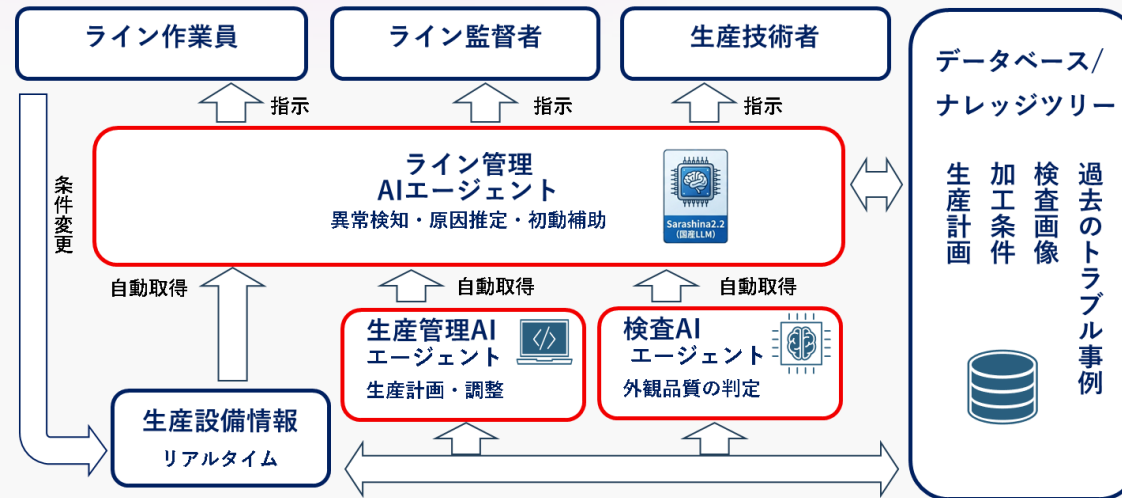 ライン作業員
ライン監督者
生産技術者
指示
指示
指示
条件変更
ライン管理
AIエージェント
異常検知・原因推定・初動補助
Sarashina2.2
(国産LLM)
自動取得
自動取得
自動取得
生産管理AI
エージェント
生産計画・調整
検査AI
エージェント
外観品質の判定
生産設備情報
リアルタイム
データベース/
ナレッジツリー
過去のトラブル事例
検査画像
加工条件
生産計画